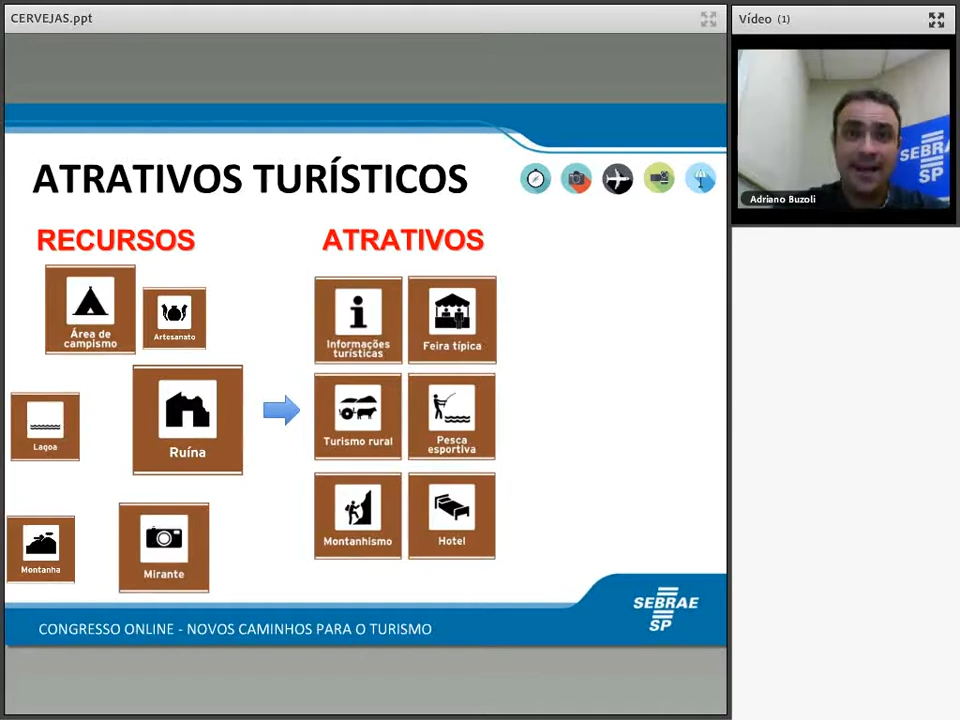 CERVEJAS.ppt
Vídeo (1)
SEBRA
SP
Adriano Buzoli
ATRATIVOS TURÍSTICOS
RECURSOS
ATRATIVOS
Área de
campismo
Artesanato
Informações
turísticas
Feira típica
Lagoa
Ruína
Turismo rural
Pesca
esportiva
Montanha
Mirante
Montanhismo
Hotel
SEBRAE
SP
CONGRESSO ONLINE - NOVOS CAMINHOS PARA O TURISMO